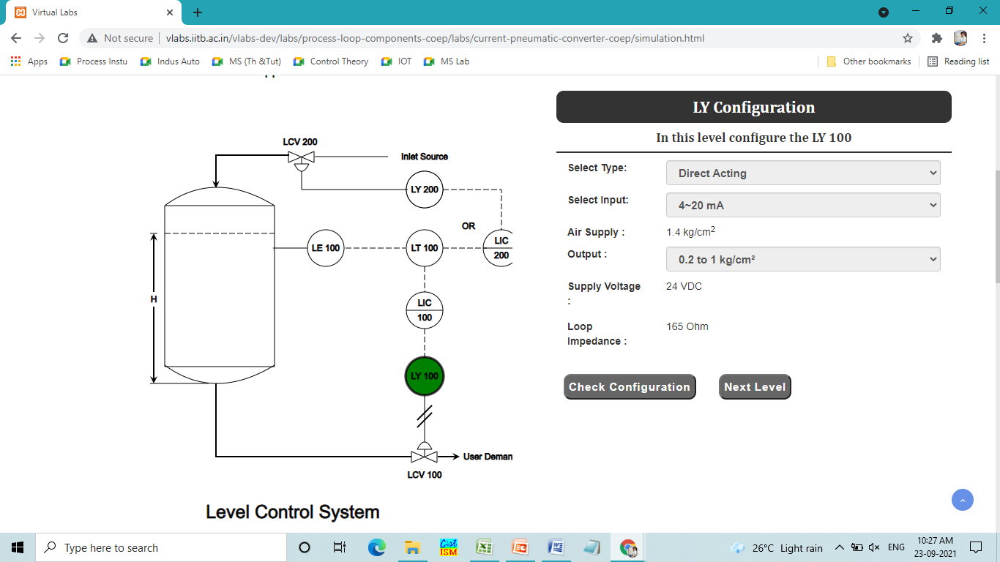 Virtual Labs
Not secure
vlabs.iitb.ac.in/vlabs-dev/labs/process-loop-components-coep/labs/current-pneumatic-converter-coep/simulation.html
Apps
Process Instu
Indus Auto
MS (Th &Tut)
Control Theory
IOT
MS Lab
Other bookmarks
Reading list
LCV 200
Inlet Source
LY 200
OR
LE 100
LT 100
LIC
200
H
LIC
100
LY 100
User Deman
LCV 100
Level Control System
LY Configuration
In this level configure the LY 100
Select Type:
Direct Acting
Select Input:
4~20 mA
Air Supply :
1.4 kg/cm2
Output :
0.2 to 1 kg/cm²
Supply Voltage
:
24 VDC
Loop
Impedance :
165 Ohm
Check Configuration
Next Level
Type here to search
Cist
ISM
26°C Light rain
ENG
10:27 AM
23-09-2021